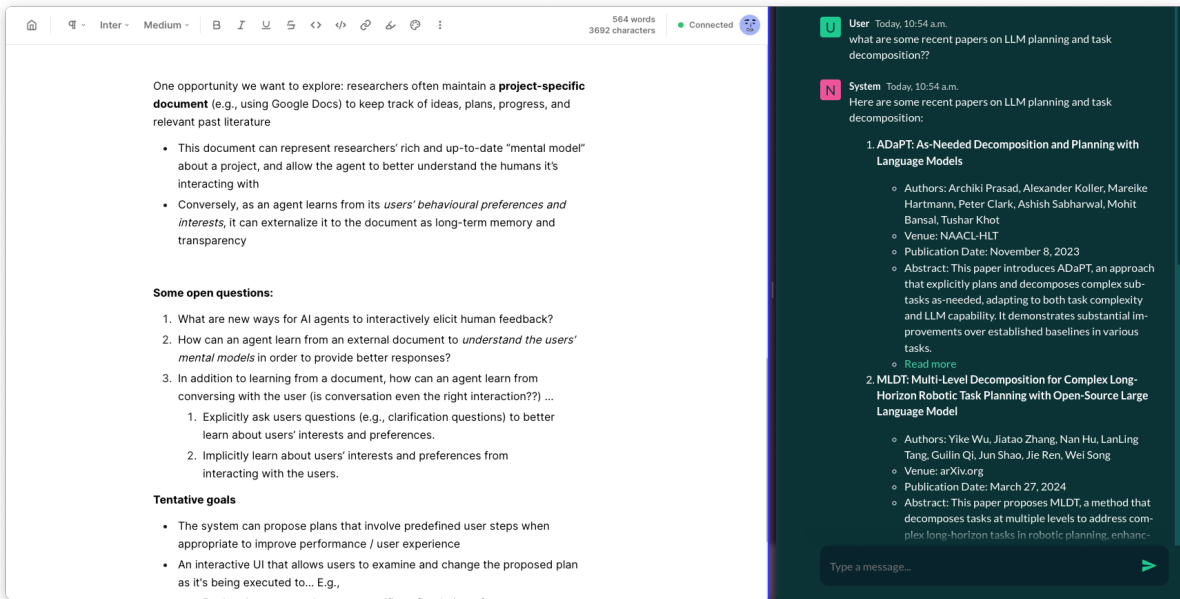 Inter
Medium
B
I
U
S
564 words
3692 characters
Connected
One opportunity we want to explore: researchers often maintain a project-specific
document (e.g., using Google Docs) to keep track of ideas, plans, progress, and
relevant past literature
• This document can represent researchers' rich and up-to-date “mental model”
about a project, and allow the agent to better understand the humans it's
interacting with
• Conversely, as an agent learns from its users' behavioural preferences and
interests, it can externalize it to the document as long-term memory and
transparency
Some open questions:
1. What are new ways for AI agents to interactively elicit human feedback?
2. How can an agent learn from an external document to understand the users'
mental models in order to provide better responses?
3. In addition to learning from a document, how can an agent learn from
conversing with the user (is conversation even the right interaction??) ...
1. Explicitly ask users questions (e.g., clarification questions) to better
learn about users' interests and preferences.
2. Implicitly learn about users' interests and preferences from
interacting with the users.
Tentative goals
• The system can propose plans that involve predefined user steps when
appropriate to improve performance / user experience
• An interactive UI that allows users to examine and change the proposed plan
as it's being executed to... E.g.,
U
User Today, 10:54 a.m.
what are some recent papers on LLM planning and task
decomposition??
N
System Today, 10:54 a.m.
Here are some recent papers on LLM planning and task
decomposition:
1. ADaPT: As-Needed Decomposition and Planning with
Language Models
Authors: Archiki Prasad, Alexander Koller, Mareike
Hartmann, Peter Clark, Ashish Sabharwal, Mohit
Bansal, Tushar Khot
Venue: NAACL-HLT
Publication Date: November 8, 2023
Abstract: This paper introduces ADaPT, an approach
that explicitly plans and decomposes complex sub-
tasks as-needed, adapting to both task complexity
and LLM capability. It demonstrates substantial im-
provements over established baselines in various
tasks.
Read more
2. MLDT: Multi-Level Decomposition for Complex Long-
Horizon Robotic Task Planning with Open-Source Large
Language Model
Authors: Yike Wu, Jiatao Zhang, Nan Hu, LanLing
Tang, Guilin Qi, Jun Shao, Jie Ren, Wei Song
Venue: arXiv.org
Publication Date: March 27, 2024
Abstract: This paper proposes MLDT, a method that
decomposes tasks at multiple levels to address com-
plex long-horizon tasks in robotic planning, enhanc-
Type a message...